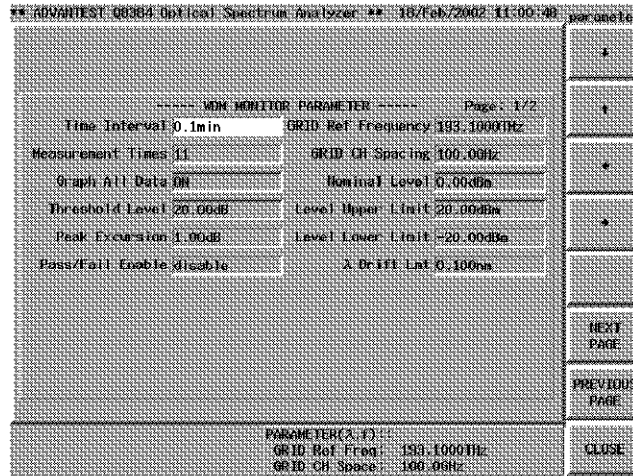 ** ADVANTEST Q8384 Optical Spectrum Analyzer ** 18/Feb/2002 11:00:48
paramete
----- WDM MONITOR PARAMETER ----- Page: 1/2
Time Interval 0.1min GRID Ref Frequency 193.1000THz
Measurement Times 11 GRID CH Spacing 100.0GHz
Graph All Data ON Nominal Level 0.00dBm
Threshold Level 20.00dB Level Upper Limit 20.00dBm
Peak Excursion 1.00dB Level Lower Limit -20.00dBm
Pass/Fail Enable disable λ Drift Lmt 0.100nm
NEXT PAGE
PREVIOUS PAGE
CLOSE
PARAMETER(λ,f)::
GRID Ref Freq: 193.1000THz
GRID CH Space: 100.0GHz